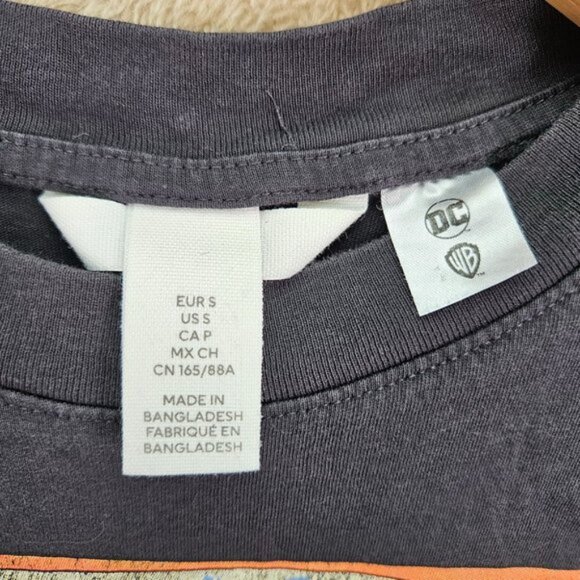 EUR S
US S
CA P
MX CH
CN 165/88A
MADE IN
BANGLADESH
FABRIQUÉ EN
BANGLADESH
DC
WB